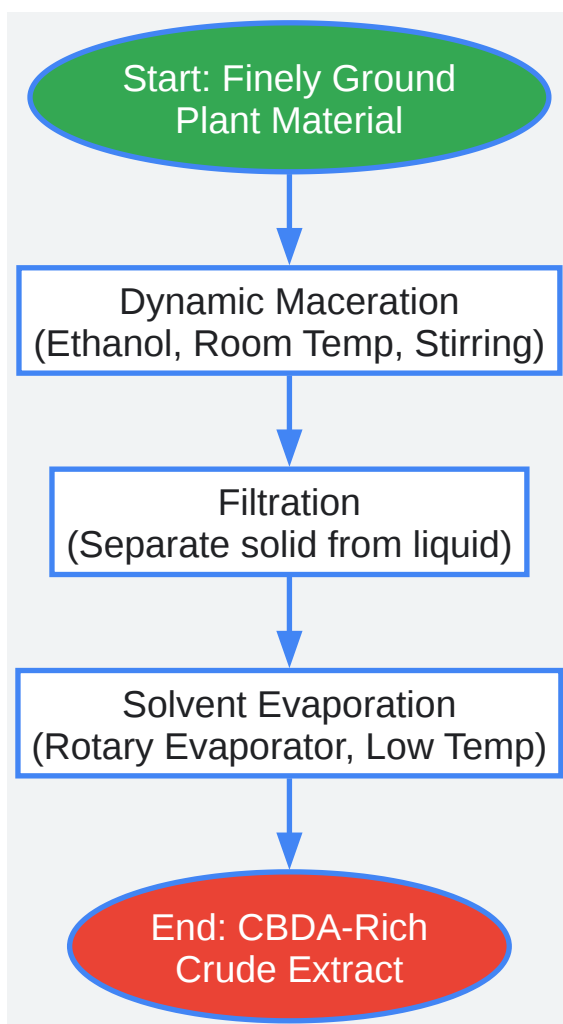 Start: Finely Ground
Plant Material
Dynamic Maceration
(Ethanol, Room Temp, Stirring)
Filtration
(Separate solid from liquid)
Solvent Evaporation
(Rotary Evaporator, Low Temp)
End: CBDA-Rich
Crude Extract